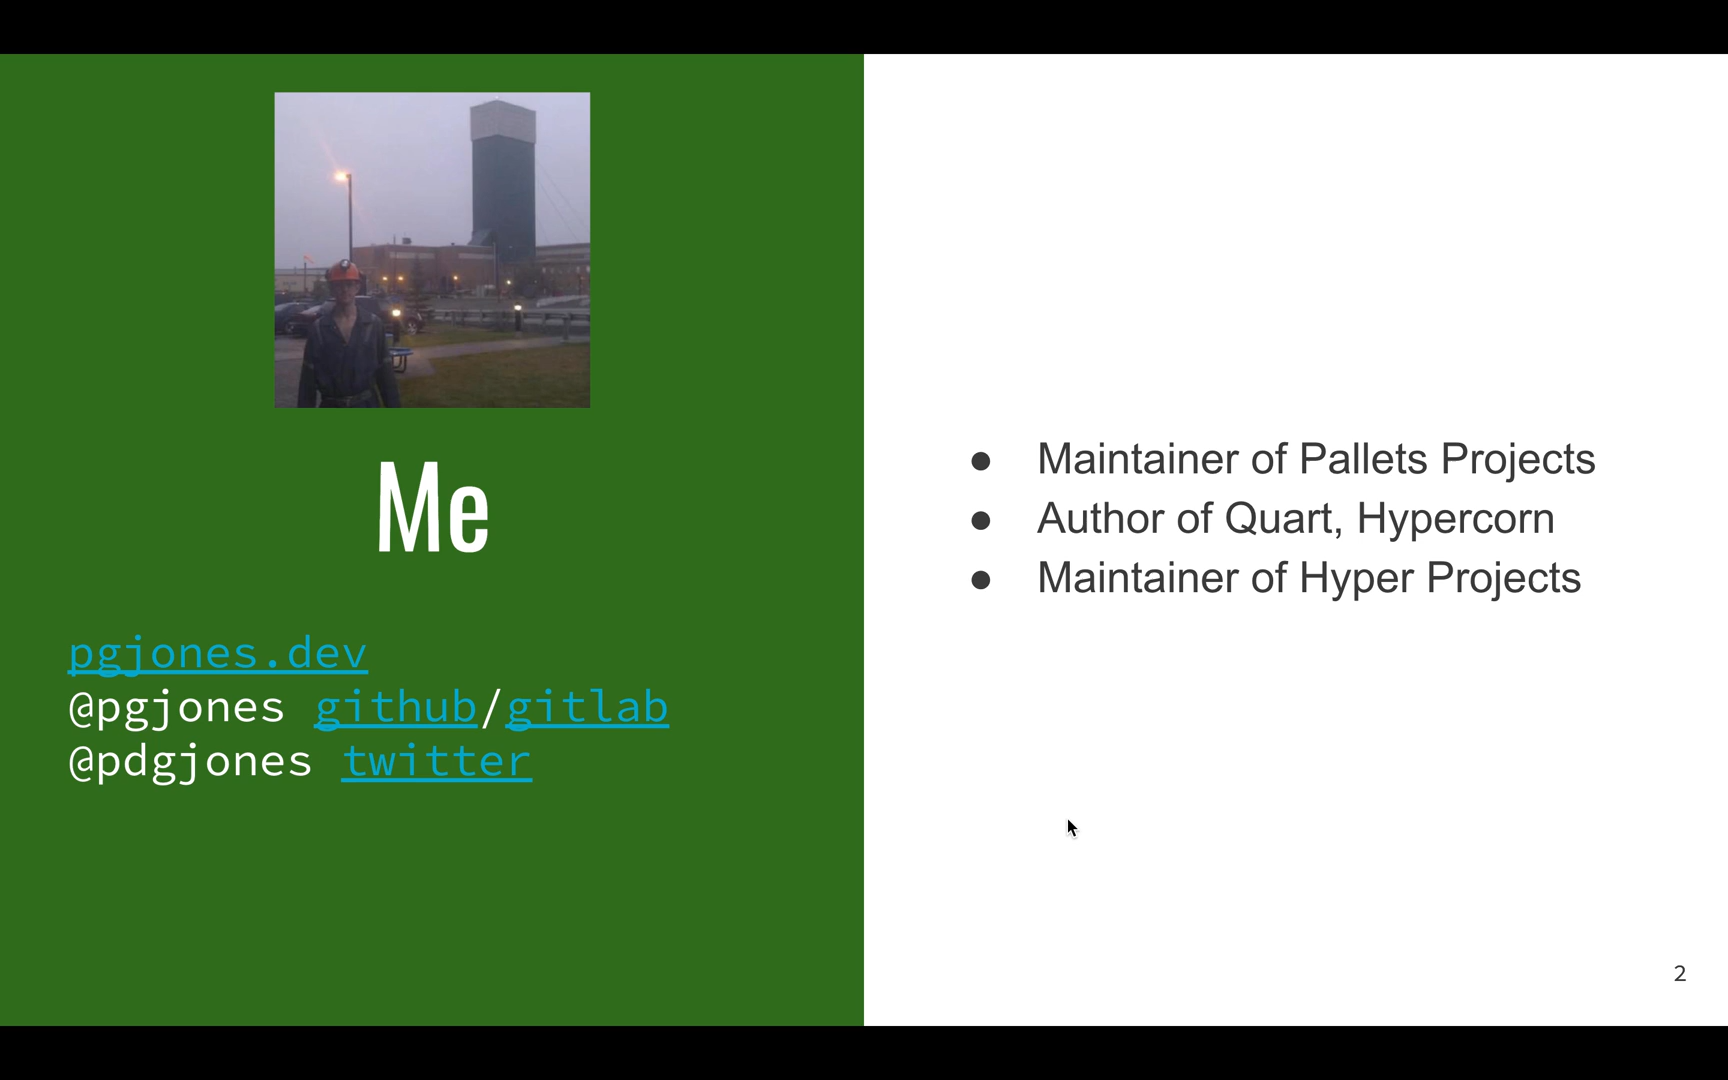 Me
pgjones.dev
@pgjones github/gitlab
@pdgjones twitter
● Maintainer of Pallets Projects
● Author of Quart, Hypercorn
● Maintainer of Hyper Projects
2